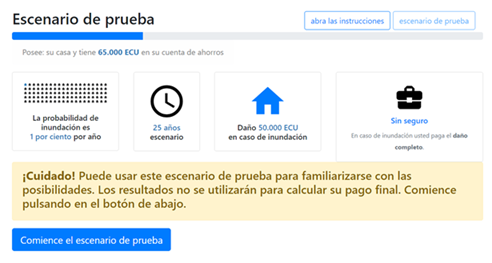 Escenario de prueba
abra las instrucciones
escenario de prueba
Posee: su casa y tiene 65.000 ECU en su cuenta de ahorros
La probabilidad de
inundación es
1 por ciento por año
25 años
escenario
Daño 50.000 ECU
en caso de inundación
Sin seguro
En caso de inundación usted paga el daño
completo.
¡Cuidado! Puede usar este escenario de prueba para familiarizarse con las
posibilidades. Los resultados no se utilizarán para calcular su pago final. Comience
pulsando en el botón de abajo.
Comience el escenario de prueba